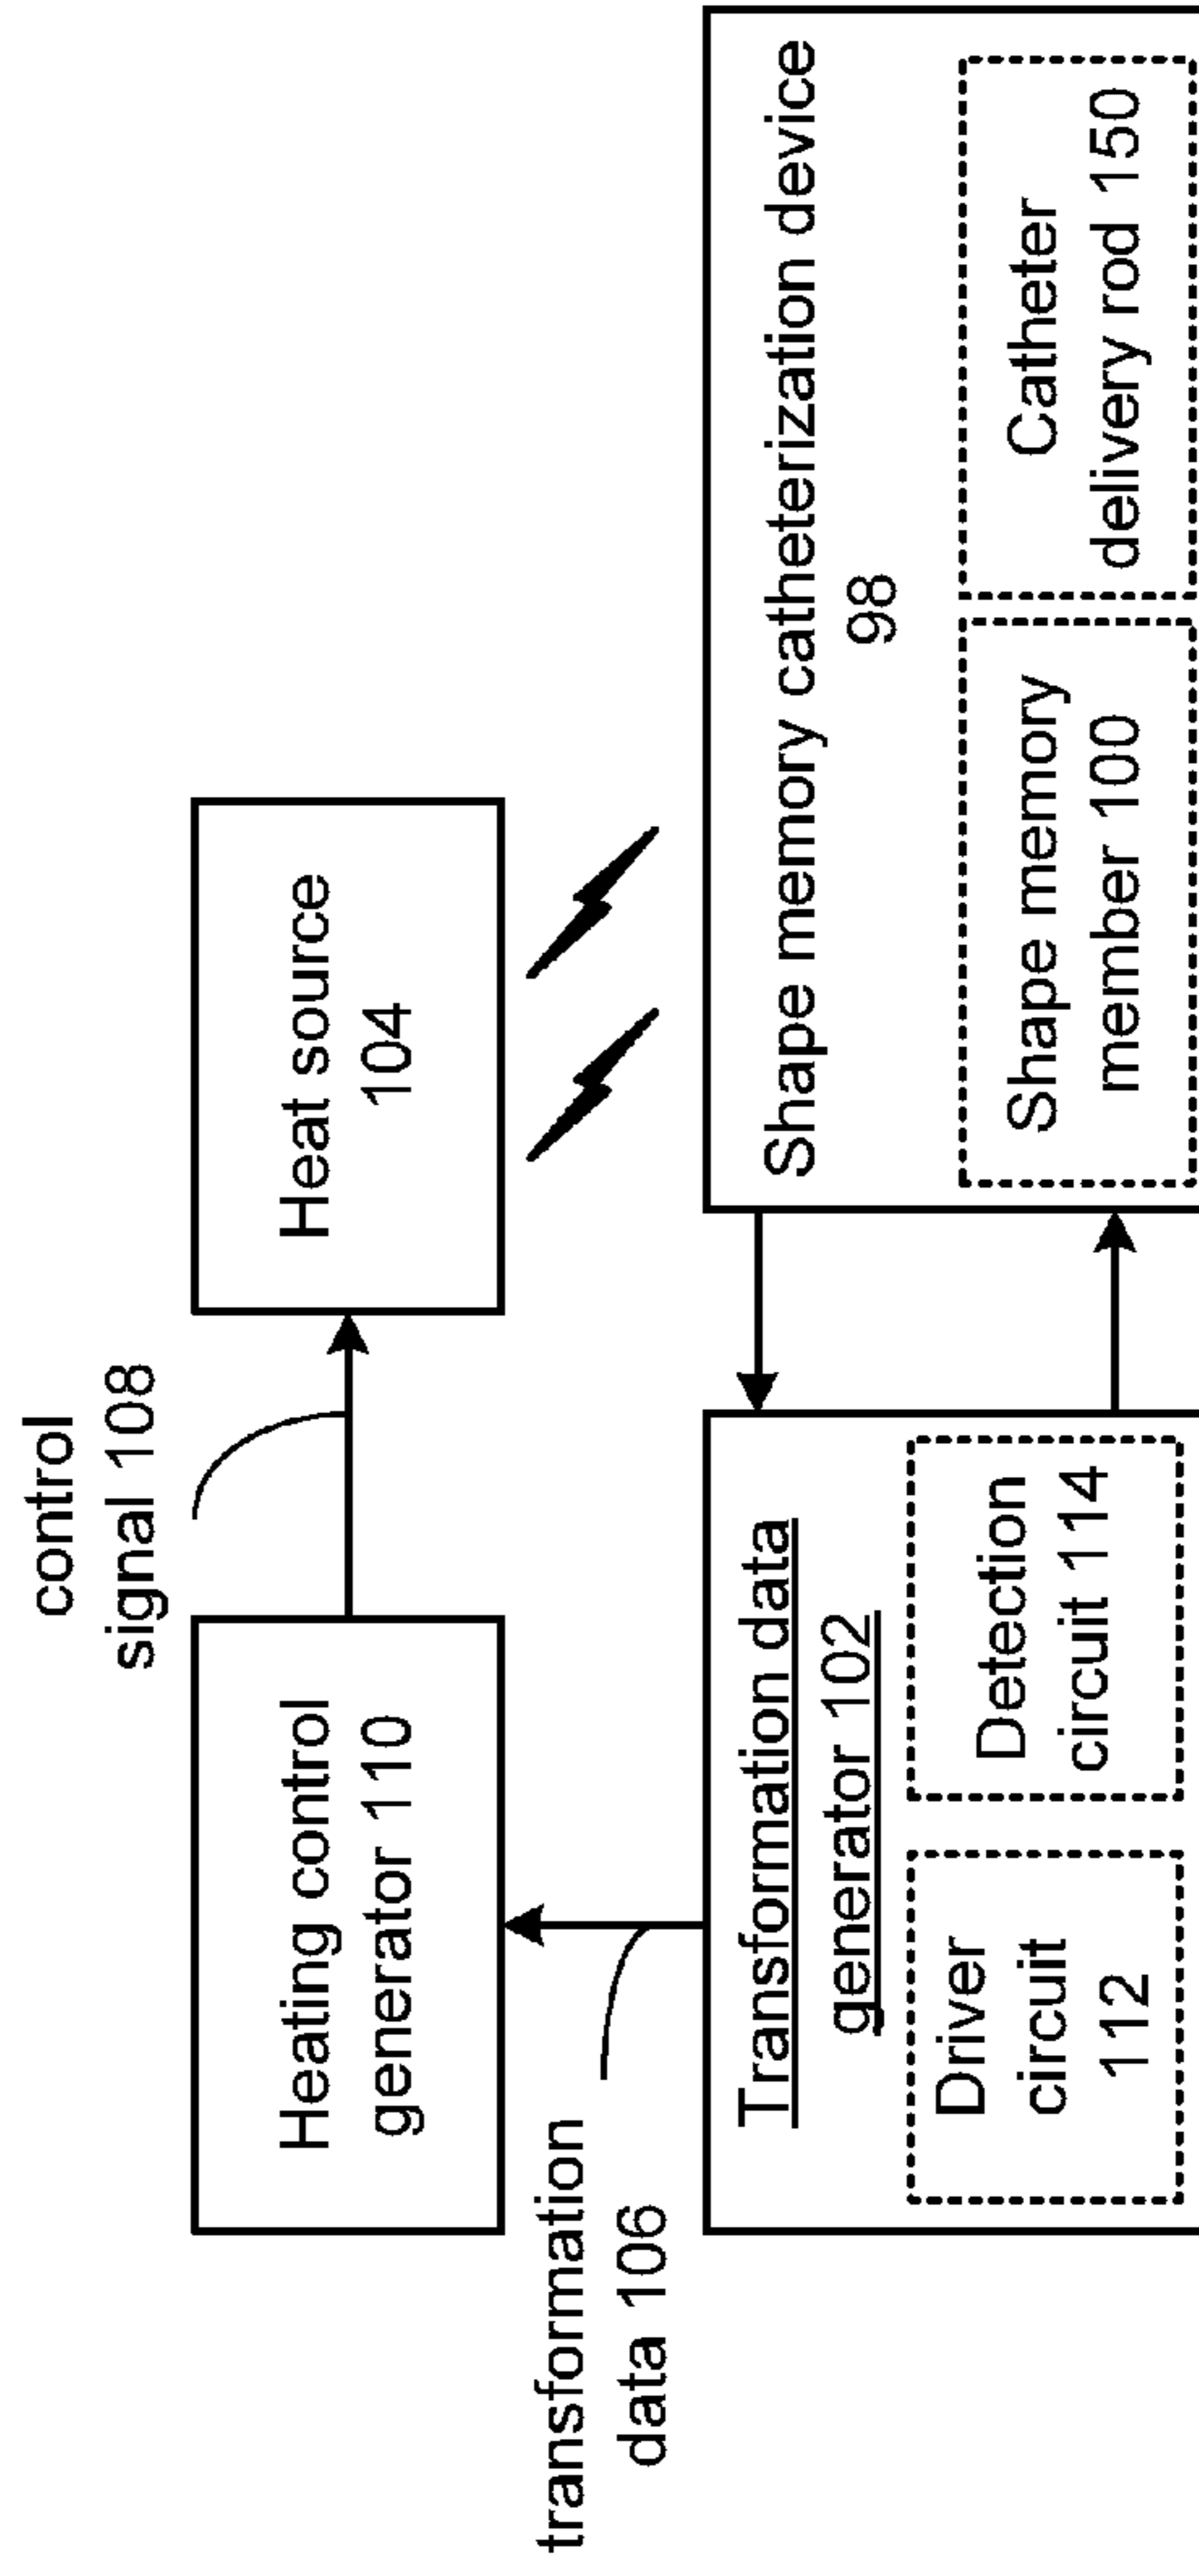 control
signal 108
Heating control
generator 110
Heat source
104
transformation
data 106
Transformation data
generator 102
Driver
circuit
112
Detection
circuit 114
Shape memory catheterization device
98
Shape memory
member 100
Catheter
delivery rod 150